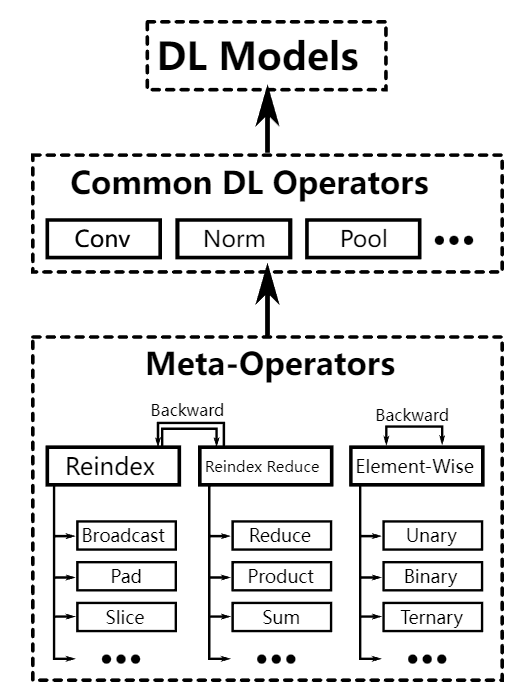 DL Models
Common DL Operators
Conv
Norm
Pool
•••
Meta-Operators
Backward
Backward
Reindex
Reindex Reduce
Element-Wise
Broadcast
Reduce
Unary
Pad
Product
Binary
Slice
Sum
Ternary
•••
•••
•••